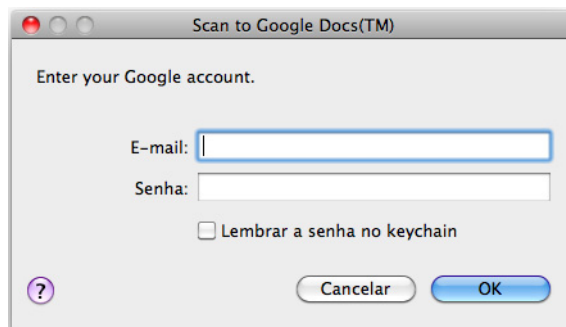 Scan to Google Docs(TM)
Enter your Google account.
E-mail:
Senha:
Lembrar a senha no keychain
?
Cancelar
OK